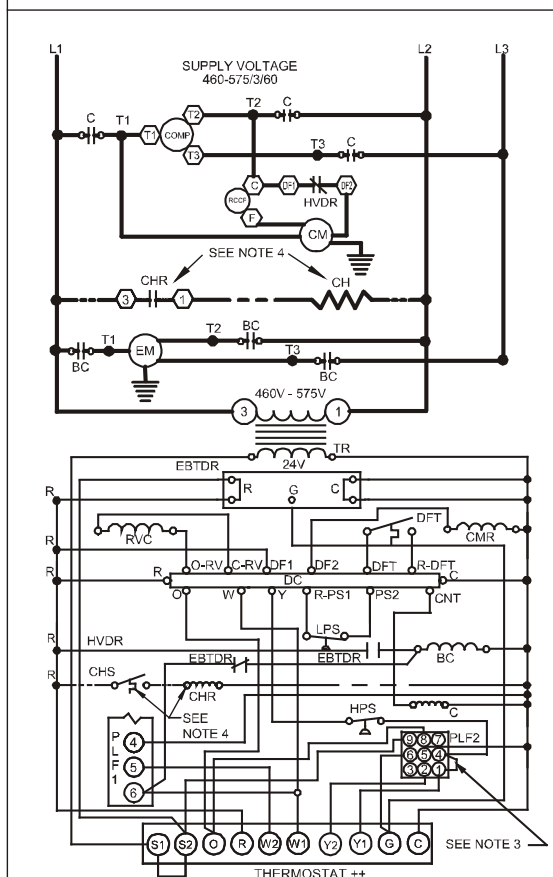 L1 L2 L3
SUPPLY VOLTAGE
460-575/3/60
C T1 T1 COMP T2 T2 C
T3 T3 C
C DF1 DF2
HVDR
RCCF
F CM
SEE NOTE 4
CHR CH
3 1
T1 T2 BC
EM T3
BC BC
460V - 575V
3 1
TR
24V
EBTDR
R G C
R
RVC DFT CMR
R O-RV C-RV DF1 DF2 DFT R-DFT
R R DC C
O W Y R-PS1 PS2 CNT
LPS
HVDR EBTDR BC
EBTDR
R CHS CHR C
SEE
NOTE 4
HPS
PLF1 4 5 6
PLF2
9 8 7
6 5 4
3 2 1
S1 S2 O R W2 W1 Y2 Y1 G C
SEE NOTE 3
THERMOSTAT ++